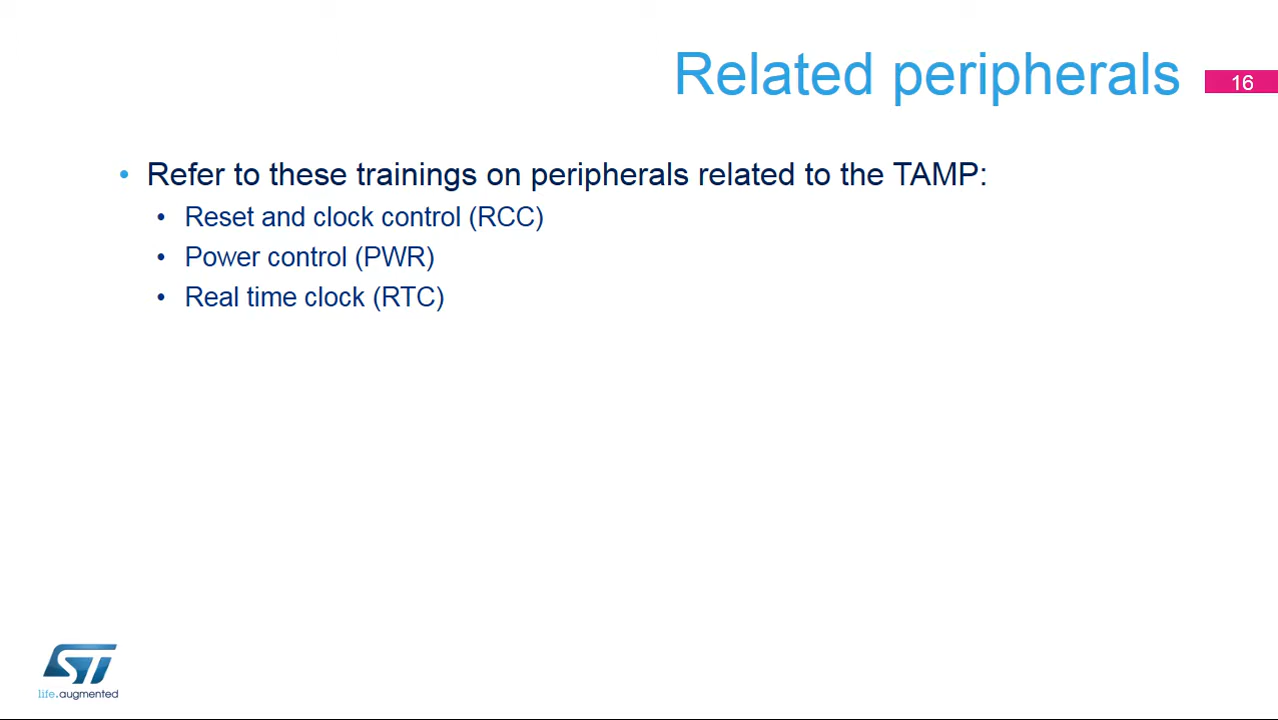 Related peripherals
16
• Refer to these trainings on peripherals related to the TAMP:
• Reset and clock control (RCC)
• Power control (PWR)
• Real time clock (RTC)
ST
life.augmented